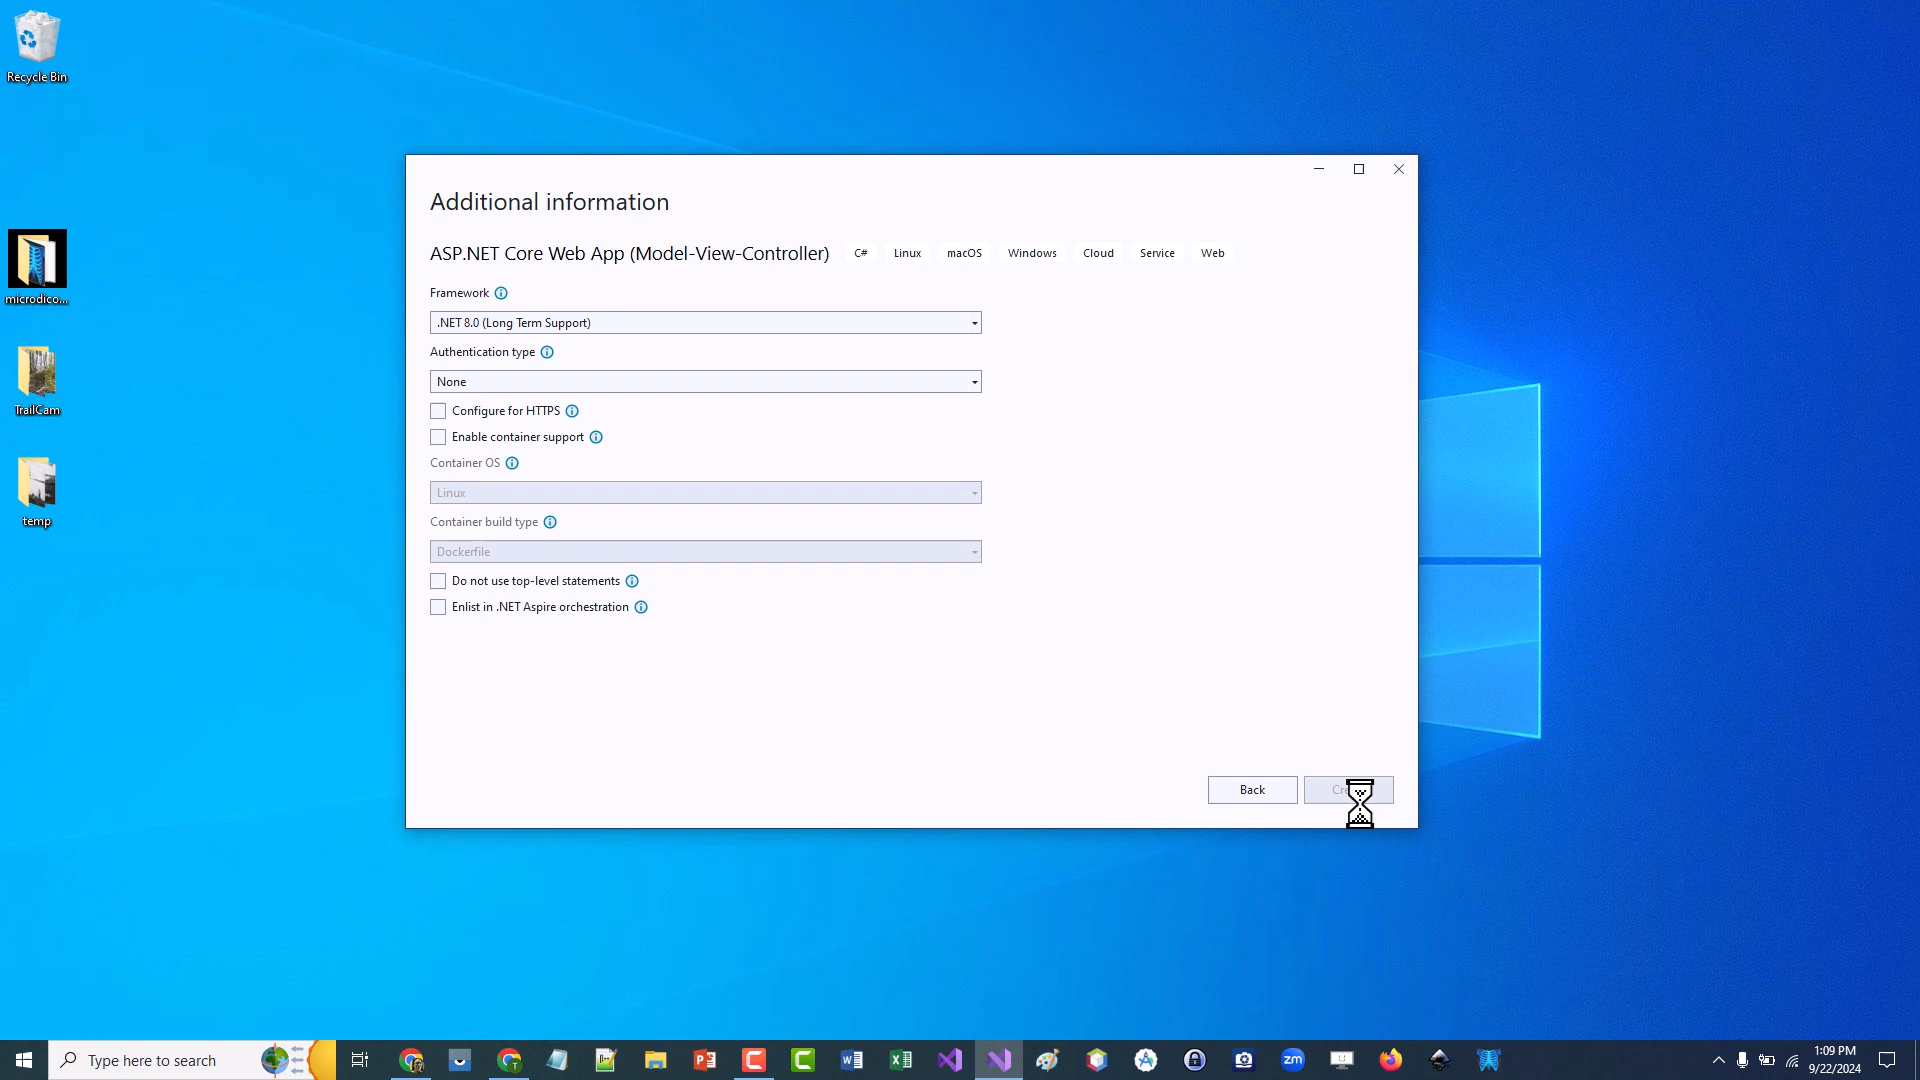 Recycle Bin
microdico...
TrailCam
temp
Additional information
ASP.NET Core Web App (Model-View-Controller) C# Linux macOS Windows Cloud Service Web
Framework
.NET 8.0 (Long Term Support)
Authentication type
None
Configure for HTTPS
Enable container support
Container OS
Linux
Container build type
Dockerfile
Do not use top-level statements
Enlist in .NET Aspire orchestration
Back
Type here to search
zm
1:09 PM
9/22/2024